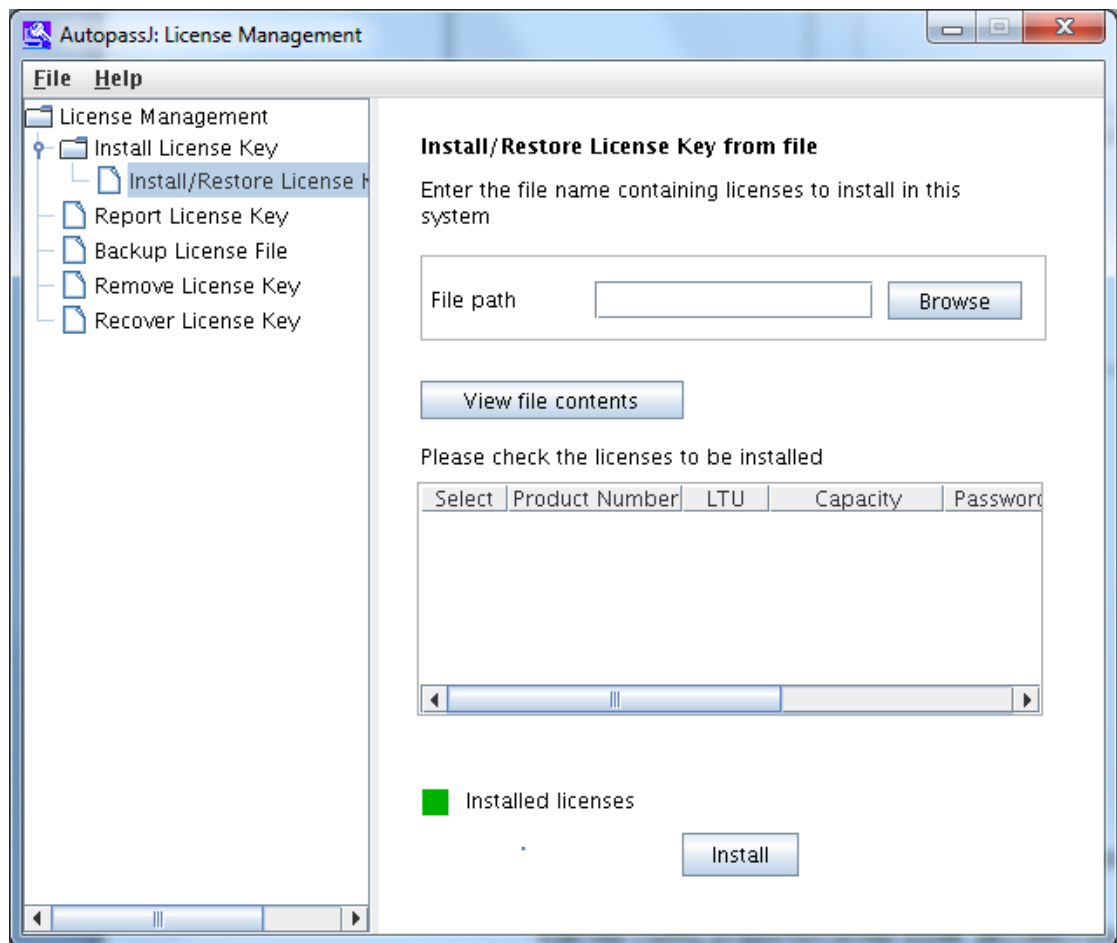 AutopassJ: License Management
File Help
License Management
Install License Key
Install/Restore License
Report License Key
Backup License File
Remove License Key
Recover License Key
Install/Restore License Key from file
Enter the file name containing licenses to install in this
system
File path
Browse
View file contents
Please check the licenses to be installed
Select Product Number LTU Capacity Password
Installed licenses
Install